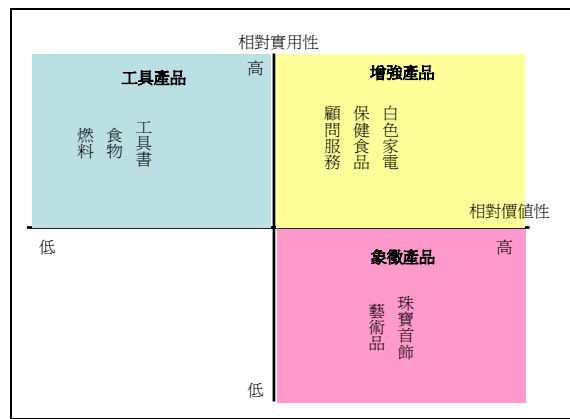 相對實用性
工具產品
高
增強產品
燃料
食物
工具書
顧問服務
保健食品
白色家電
相對價值性
低
象徵產品
高
藝術品
珠寶首飾
低